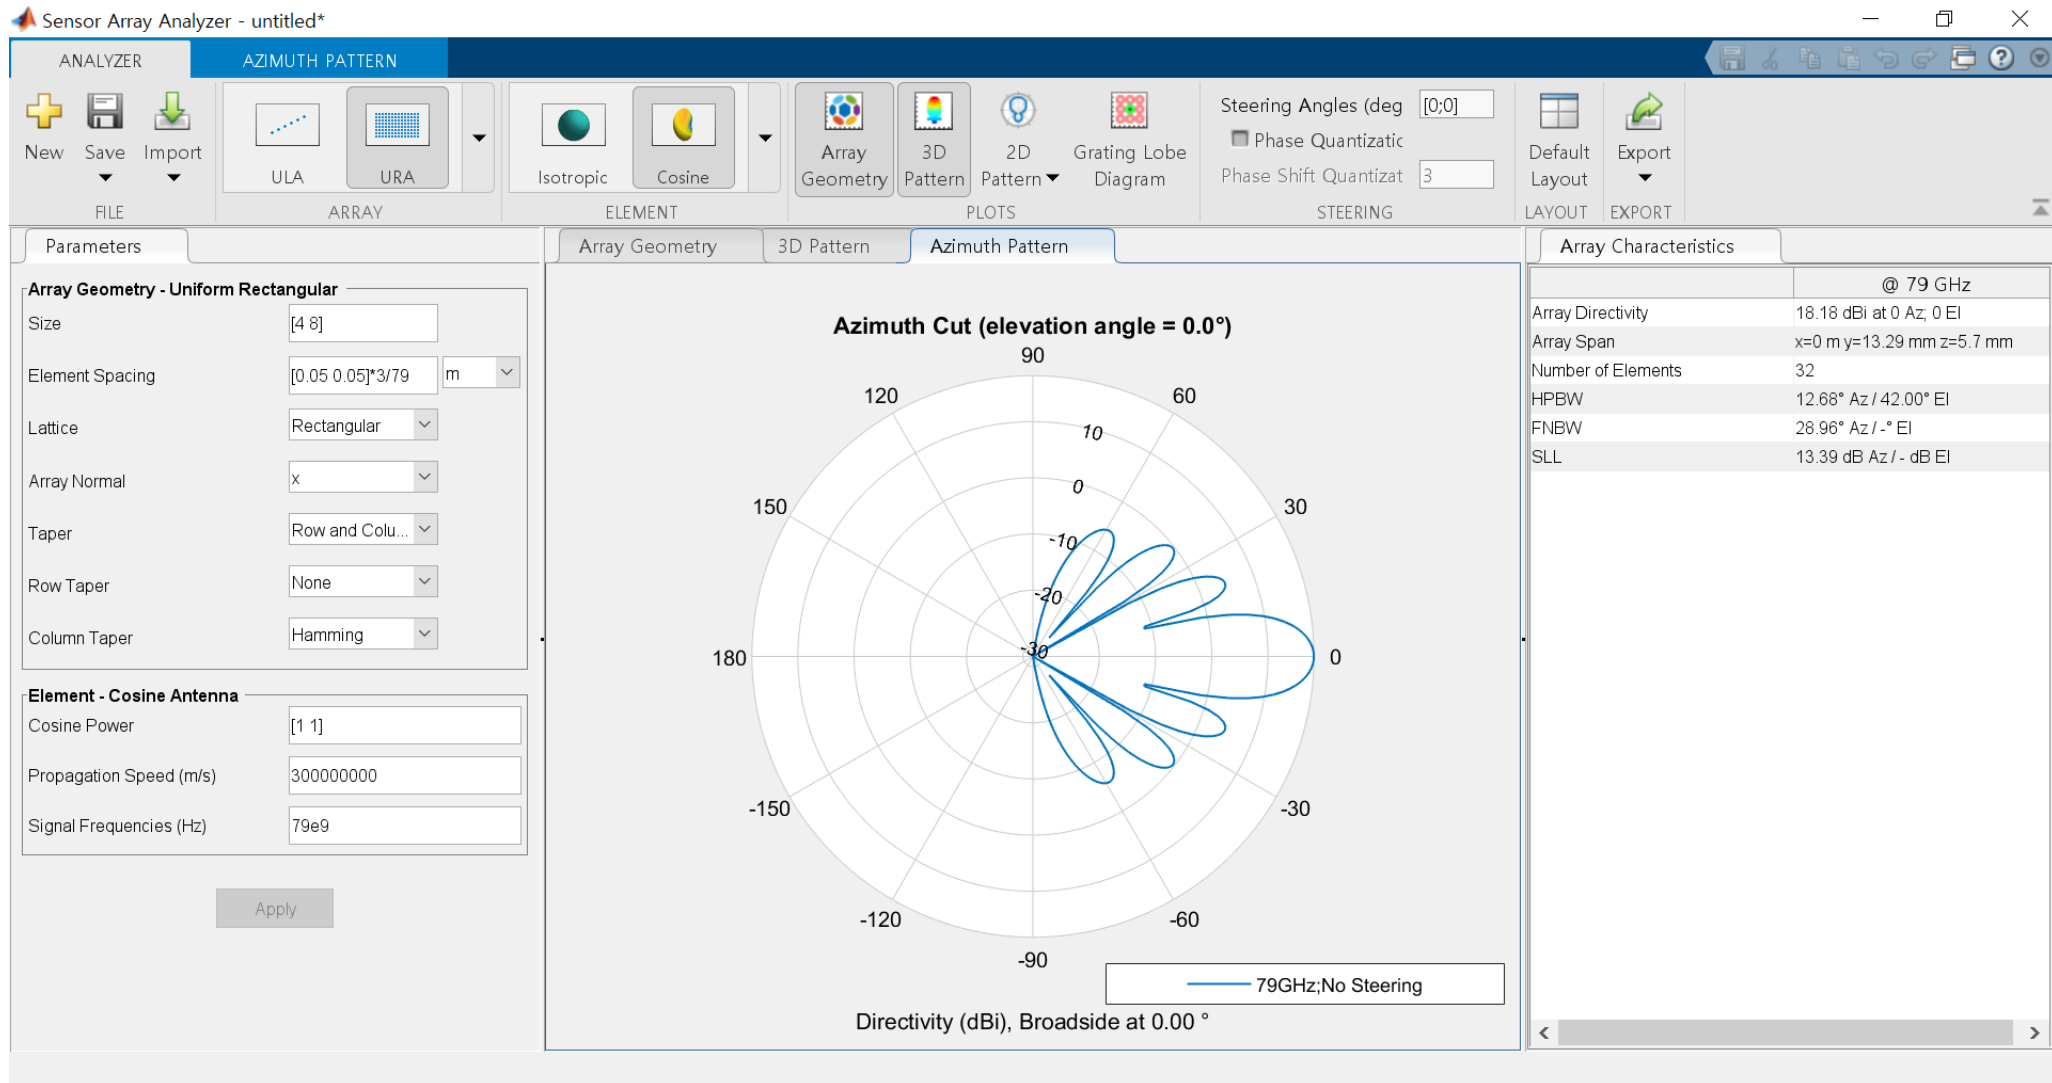 Sensor Array Analyzer - untitled*
ANALYZER
AZIMUTH PATTERN
New
Save
Import
FILE
ULA
URA
ARRAY
Isotropic
Cosine
ELEMENT
Array Geometry
3D Pattern
2D Pattern
Grating Lobe Diagram
PLOTS
Steering Angles (deg
[0;0]
Phase Quantizatic
Phase Shift Quantizat
3
STEERING
Default Layout
LAYOUT
Export
EXPORT
Parameters
Array Geometry - Uniform Rectangular
Size
[4 8]
Element Spacing
[0.05 0.05]*3/79
m
Lattice
Rectangular
Array Normal
x
Taper
Row and Colu...
Row Taper
None
Column Taper
Hamming
Element - Cosine Antenna
Cosine Power
[1 1]
Propagation Speed (m/s)
300000000
Signal Frequencies (Hz)
79e9
Apply
Array Geometry
3D Pattern
Azimuth Pattern
Azimuth Cut (elevation angle = 0.0°)
90
120
60
10
0
150
30
-10
-20
-30
180
0
-150
-30
-120
-60
-90
79GHz;No Steering
Directivity (dBi), Broadside at 0.00 °
Array Characteristics
@ 79 GHz
Array Directivity 18.18 dBi at 0 Az; 0 El
Array Span x=0 m y=13.29 mm z=5.7 mm
Number of Elements 32
HPBW 12.68° Az / 42.00° El
FNBW 28.96° Az / -° El
SLL 13.39 dB Az / - dB El